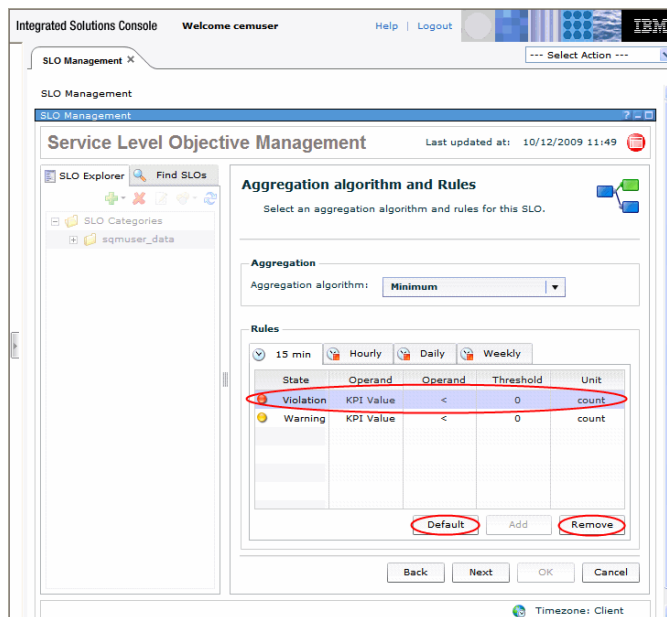 Integrated Solutions Console Welcome cemuser Help | Logout IBM
SLO Management × --- Select Action ---
SLO Management
SLO Management
Service Level Objective Management Last updated at: 10/12/2009 11:49
SLO Explorer Find SLOs
SLO Categories
sqmuser_data
Aggregation algorithm and Rules
Select an aggregation algorithm and rules for this SLO.
Aggregation
Aggregation algorithm: Minimum
Rules
15 min Hourly Daily Weekly
State Operand Operand Threshold Unit
Violation KPI Value < 0 count
Warning KPI Value < 0 count
Default Add Remove
Back Next OK Cancel
Timezone: Client